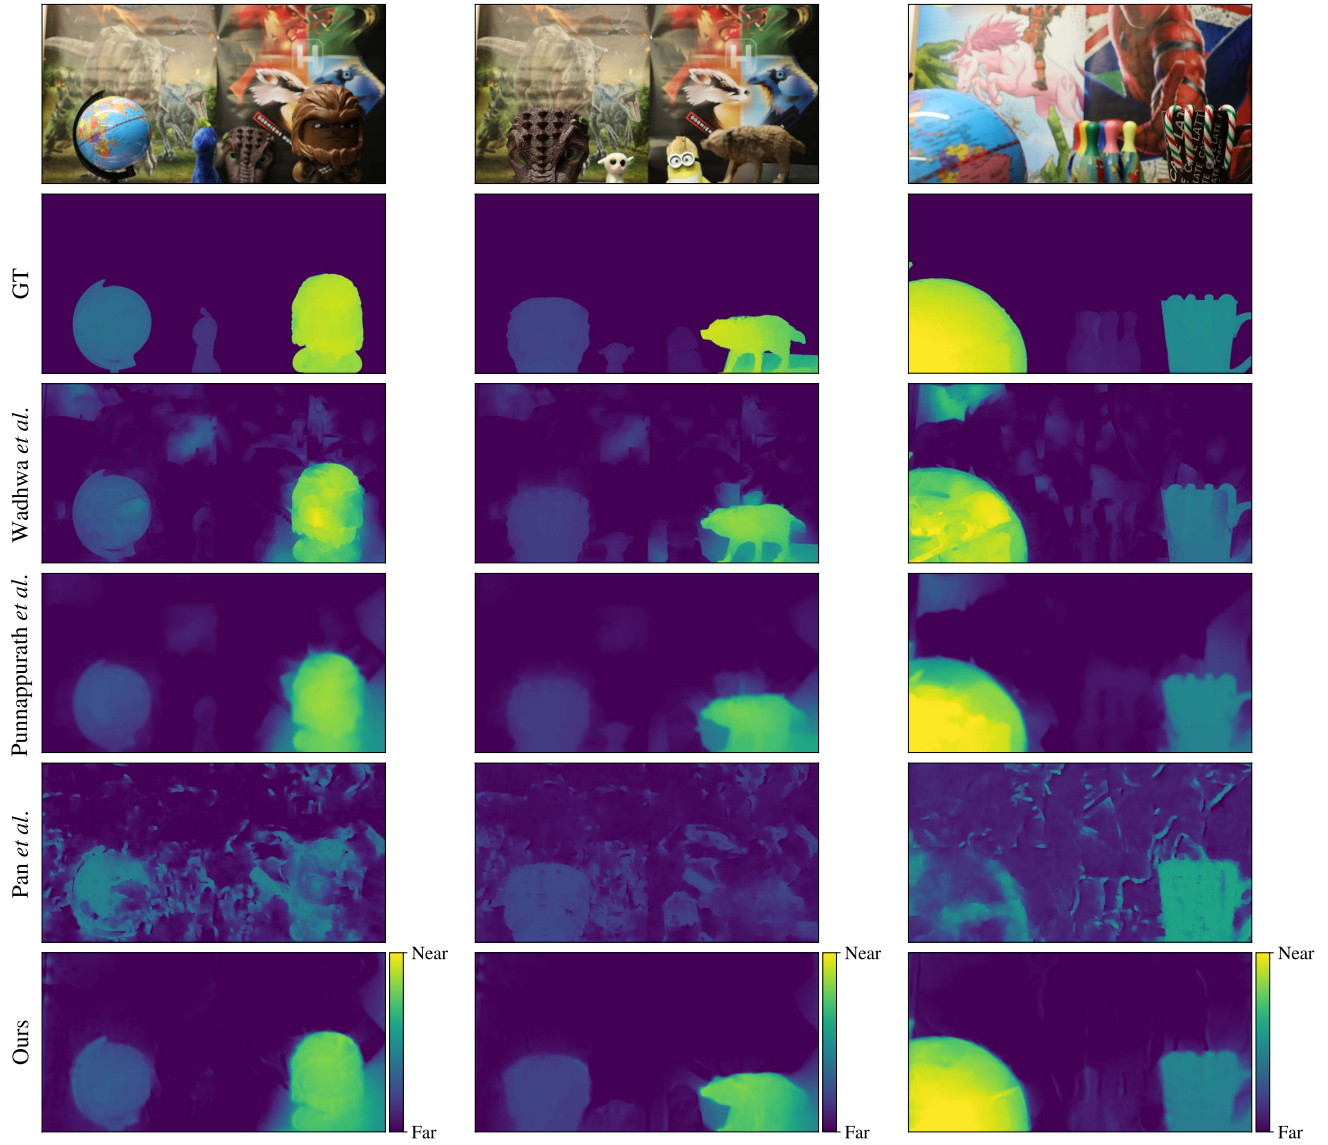 H
H
GT
Wadhwa et al.
Punnappurath et al.
Pan et al.
Ours
Near
Far
Near
Far
Near
Far